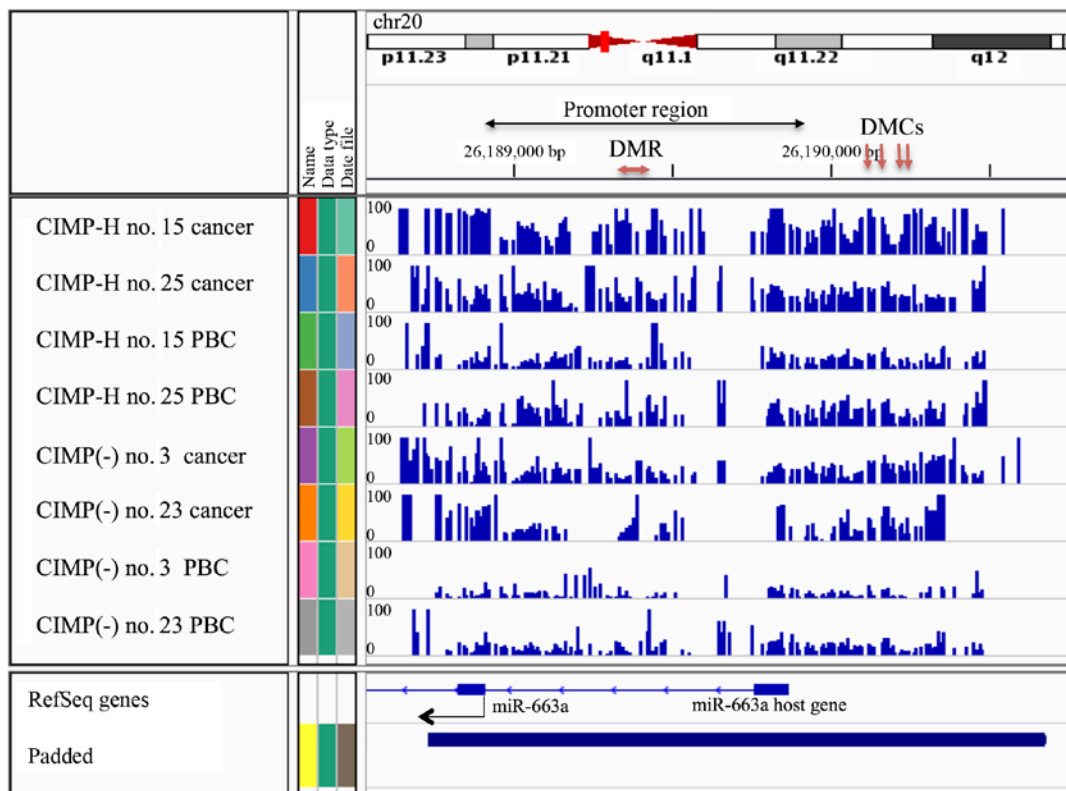 chr20
p11.23 p11.21 q11.1 q11.22 q12
Promoter region
DMCs
26,189,000 bp DMR 26,190,000 bp
Name
Data type
Date file
CIMP-H no. 15 cancer 100 0
CIMP-H no. 25 cancer 100 0
CIMP-H no. 15 PBC 100 0
CIMP-H no. 25 PBC 100 0
CIMP(-) no. 3 cancer 100 0
CIMP(-) no. 23 cancer 100 0
CIMP(-) no. 3 PBC 100 0
CIMP(-) no. 23 PBC 100 0
RefSeq genes
miR-663a miR-663a host gene
Padded